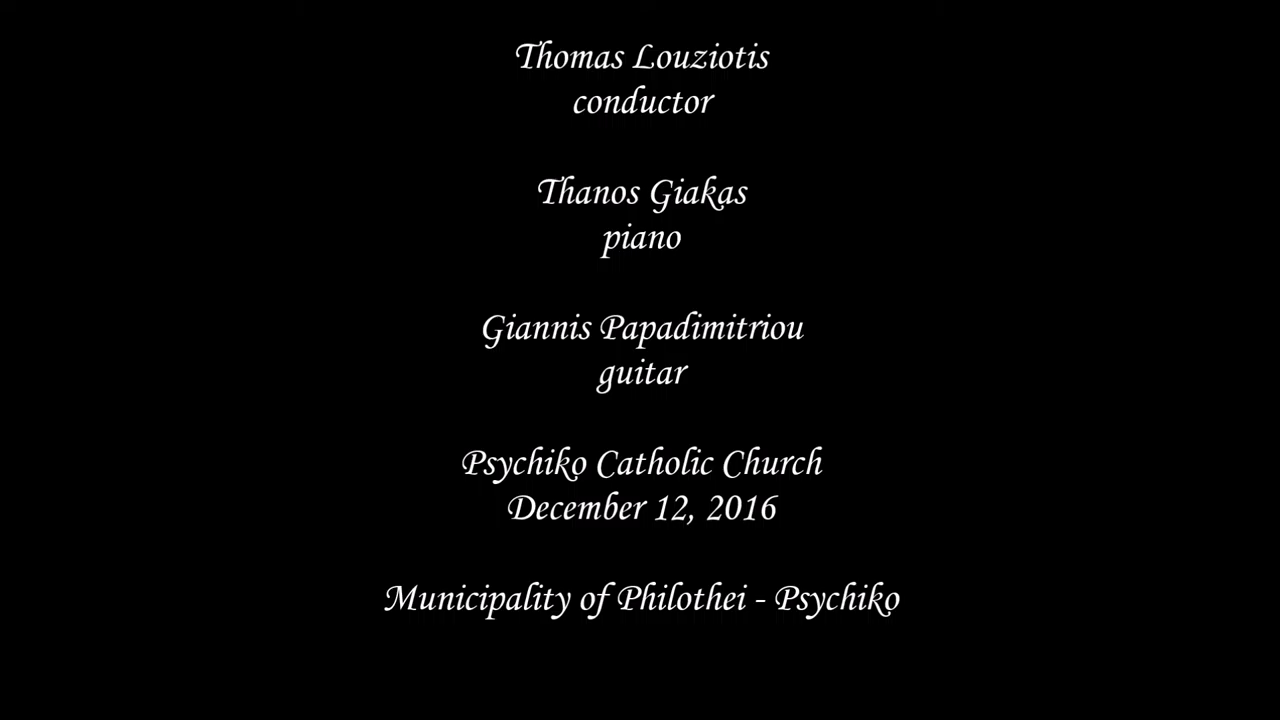 Thomas Louziotis
conductor
Thanos Giakas
piano
Giannis Papadimitriou
guitar
Psychiko Catholic Church
December 12, 2016
Municipality of Philothei - Psychiko